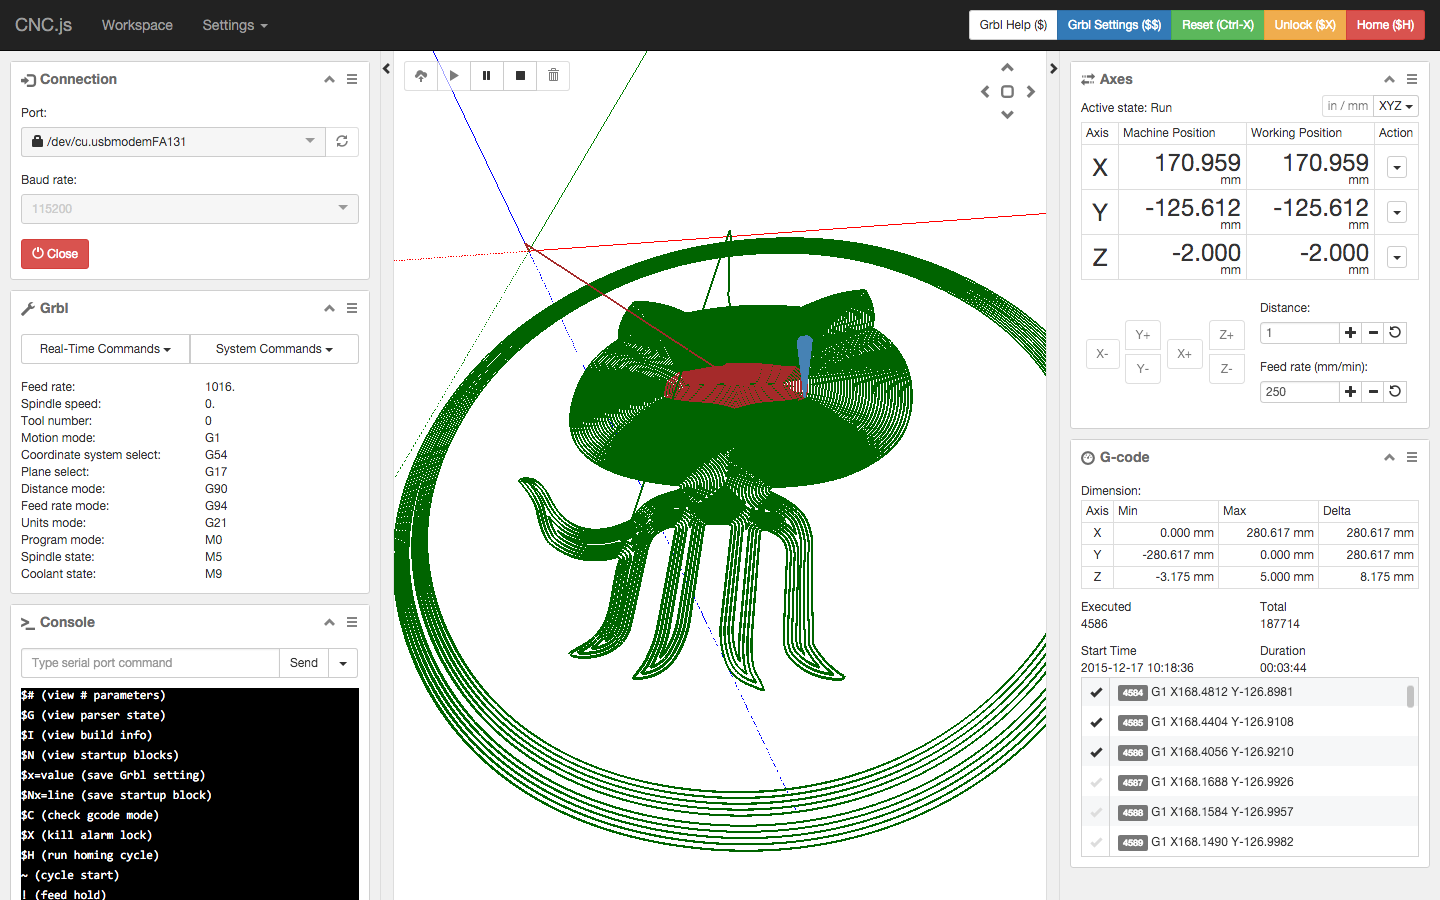 CNC.js Workspace Settings Grbl Help ($) Grbl Settings ($$) Reset (Ctrl-X) Unlock ($X) Home ($H)
Connection
Port:
/dev/cu.usbmodemFA131
Baud rate:
115200
Close
Grbl
Real-Time Commands System Commands
Feed rate: 1016.
Spindle speed: 0.
Tool number: 0
Motion mode: G1
Coordinate system select: G54
Plane select: G17
Distance mode: G90
Feed rate mode: G94
Units mode: G21
Program mode: M0
Spindle state: M5
Coolant state: M9
Console
Type serial port command Send
$# (view # parameters)
$G (view parser state)
$I (view build info)
$N (view startup blocks)
$x=value (save Grbl setting)
$Nx=line (save startup block)
$C (check gcode mode)
$X (kill alarm lock)
$H (run homing cycle)
~ (cycle start)
! (feed hold)
Axes
Active state: Run in / mm XYZ
Axis Machine Position Working Position Action
X 170.959 mm 170.959 mm
Y -125.612 mm -125.612 mm
Z -2.000 mm -2.000 mm
X- Y+ Y- X+ Z+ Z-
Distance:
1
Feed rate (mm/min):
250
G-code
Dimension:
Axis Min Max Delta
X 0.000 mm 280.617 mm 280.617 mm
Y -280.617 mm 0.000 mm 280.617 mm
Z -3.175 mm 5.000 mm 8.175 mm
Executed Total
4586 187714
Start Time Duration
2015-12-17 10:18:36 00:03:44
4584 G1 X168.4812 Y-126.8981
4585 G1 X168.4404 Y-126.9108
4586 G1 X168.4056 Y-126.9210
4587 G1 X168.1688 Y-126.9926
4588 G1 X168.1584 Y-126.9957
4589 G1 X168.1490 Y-126.9982